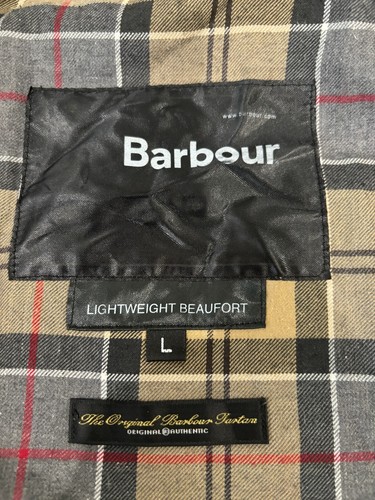 www.Barbour.com
Barbour
LIGHTWEIGHT BEAUFORT
L
The Original Barbour Tartan
ORIGINAL AUTHENTIC